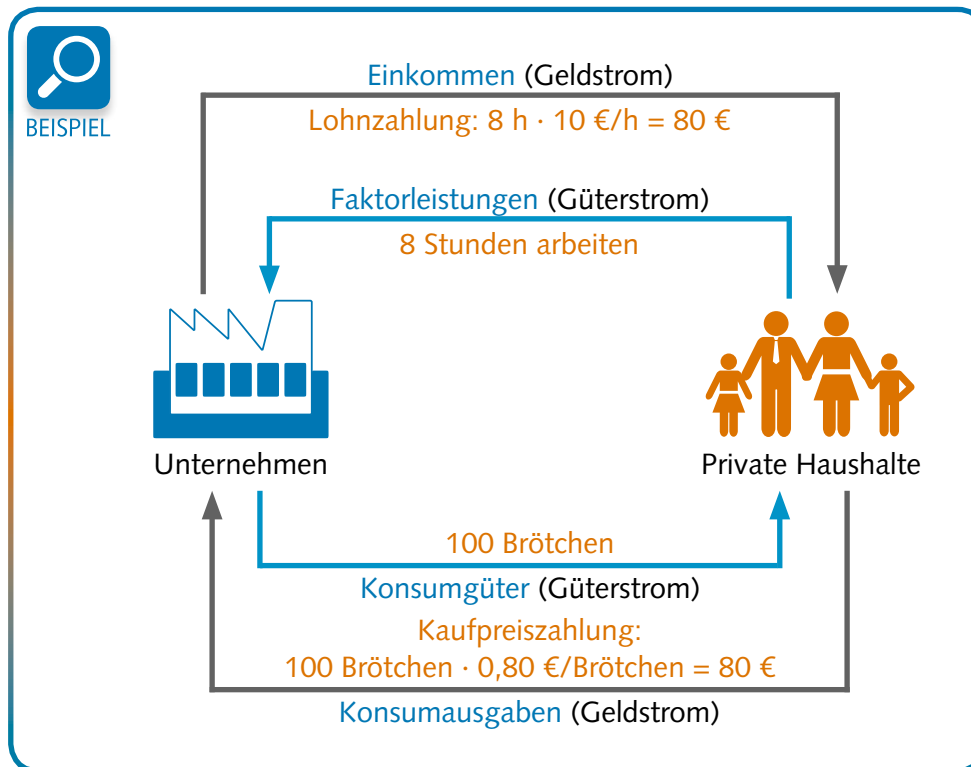 BEISPIEL
Einkommen (Geldstrom)
Lohnzahlung: 8 h · 10 €/h = 80 €
Faktorleistungen (Güterstrom)
8 Stunden arbeiten
Unternehmen
Private Haushalte
100 Brötchen
Konsumgüter (Güterstrom)
Kaufpreiszahlung:
100 Brötchen · 0,80 €/Brötchen = 80 €
Konsumausgaben (Geldstrom)